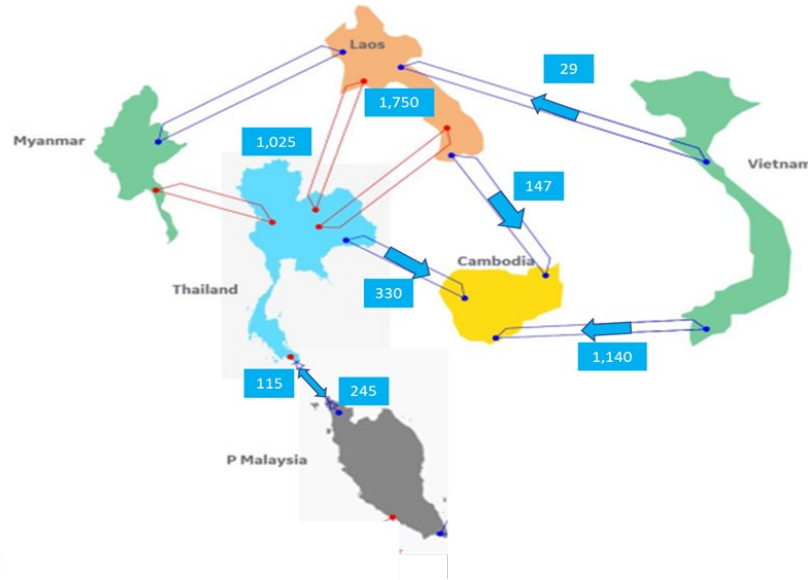 Laos
29
1,750
1,025
Myanmar
Vietnam
147
Cambodia
Thailand
330
1,140
115
245
P Malaysia